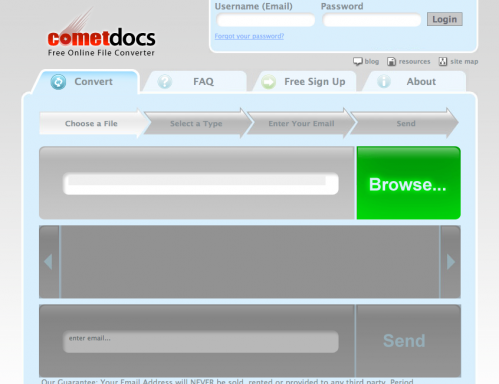 Username (Email) Password
Login
Forgot your password?
cometdocs
Free Online File Converter
blog resources site map
Convert FAQ Free Sign Up About
Choose a File Select a Type Enter Your Email Send
Browse...
enter email...
Send
Our Guarantee: Your Email Address will NEVER be sold, rented or provided to any third party. Period.